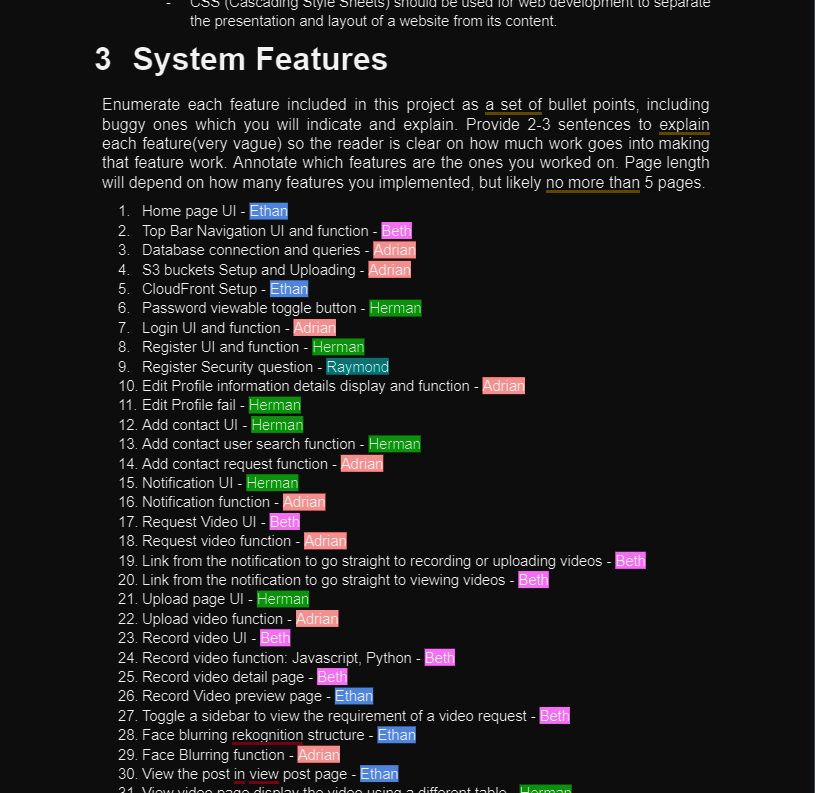 - CSS (Cascading Style Sheets) should be used for web development to separate
the presentation and layout of a website from its content.
3 System Features
Enumerate each feature included in this project as a set of bullet points, including
buggy ones which you will indicate and explain. Provide 2-3 sentences to explain
each feature(very vague) so the reader is clear on how much work goes into making
that feature work. Annotate which features are the ones you worked on. Page length
will depend on how many features you implemented, but likely no more than 5 pages.
1. Home page UI - Ethan
2. Top Bar Navigation UI and function - Beth
3. Database connection and queries - Adrian
4. S3 buckets Setup and Uploading - Adrian
5. CloudFront Setup - Ethan
6. Password viewable toggle button - Herman
7. Login UI and function - Adrian
8. Register UI and function - Herman
9. Register Security question - Raymond
10. Edit Profile information details display and function - Adrian
11. Edit Profile fail - Herman
12. Add contact UI - Herman
13. Add contact user search function - Herman
14. Add contact request function - Adrian
15. Notification UI - Herman
16. Notification function - Adrian
17. Request Video UI - Beth
18. Request video function - Adrian
19. Link from the notification to go straight to recording or uploading videos - Beth
20. Link from the notification to go straight to viewing videos - Beth
21. Upload page UI - Herman
22. Upload video function - Adrian
23. Record video UI - Beth
24. Record video function: Javascript, Python - Beth
25. Record video detail page - Beth
26. Record Video preview page - Ethan
27. Toggle a sidebar to view the requirement of a video request - Beth
28. Face blurring rekognition structure - Ethan
29. Face Blurring function - Adrian
30. View the post in view post page - Ethan
31. View video page display the video using a different table - Herman